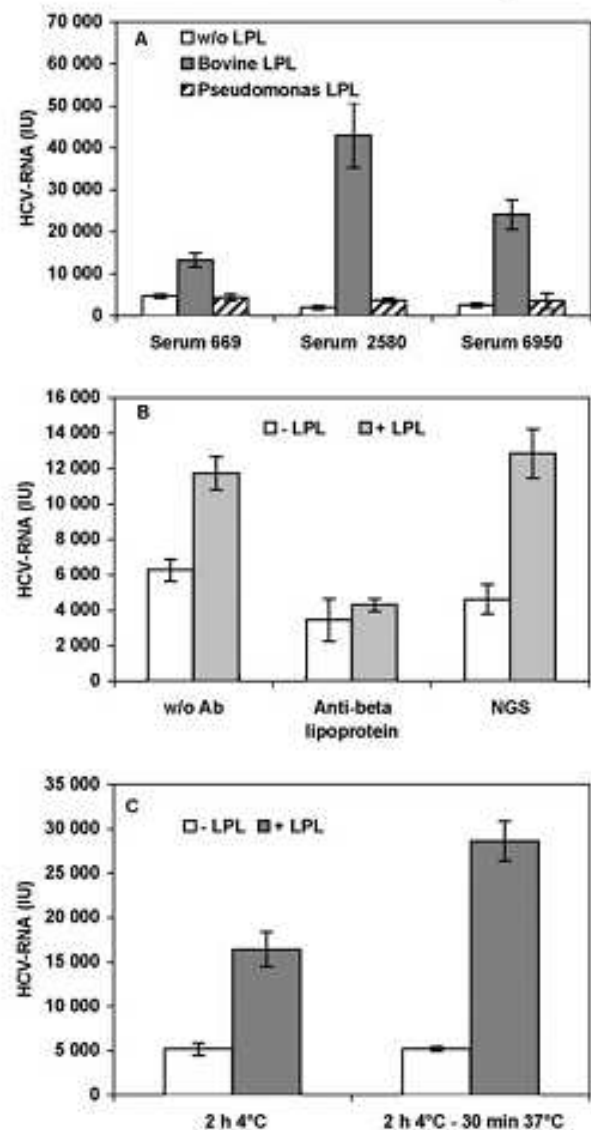 70 000
60 000
50 000
40 000
30 000
20 000
10 000
0
HCV-RNA (IU)
A
w/o LPL
Bovine LPL
Pseudomonas LPL
Serum 669 Serum 2580 Serum 6950
16 000
14 000
12 000
10 000
8 000
6 000
4 000
2 000
0
HCV-RNA (IU)
B
- LPL + LPL
w/o Ab Anti-beta NGS
lipoprotein
35 000
30 000
25 000
20 000
15 000
10 000
5 000
0
HCV-RNA (IU)
C
- LPL + LPL
2 h 4°C 2 h 4°C - 30 min 37°C